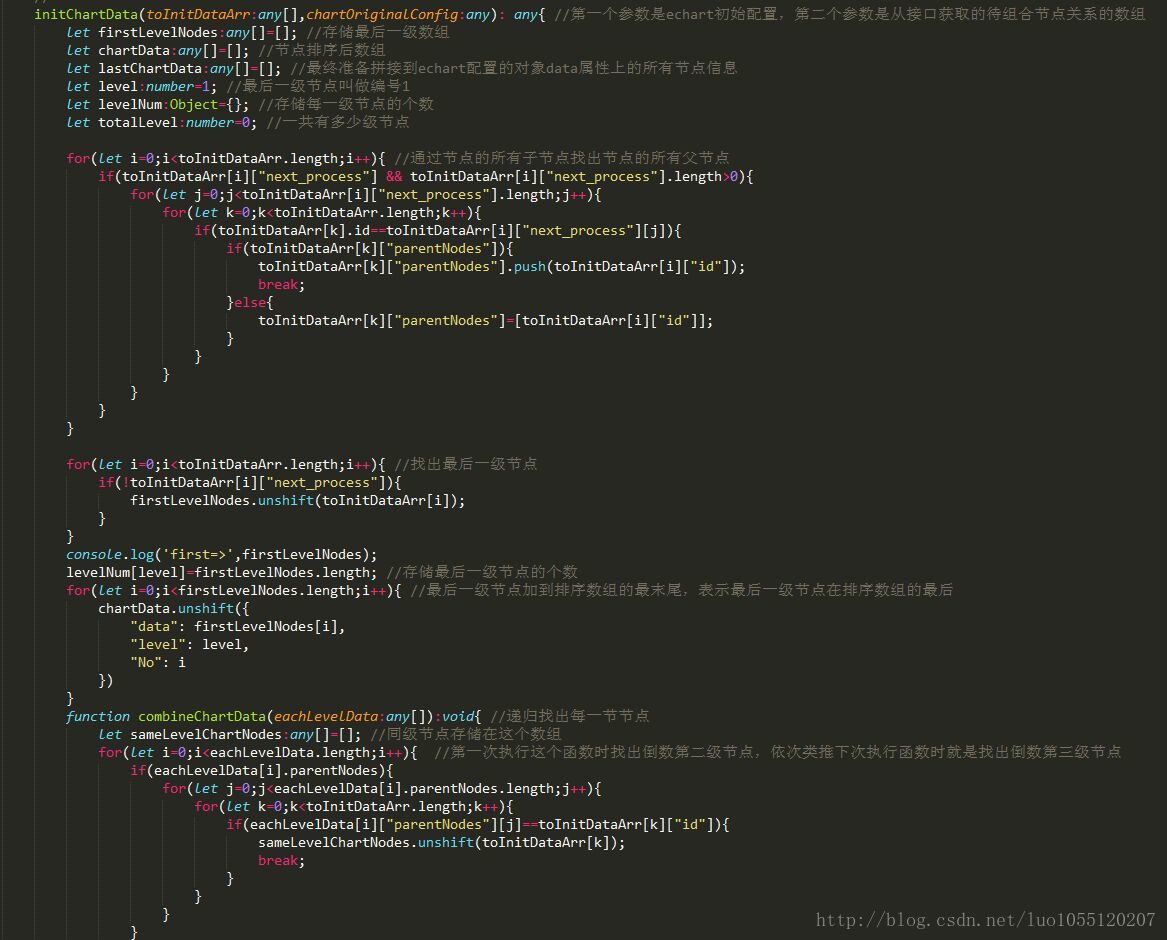 //
initChartData(toInitDataArr:any[],chartOriginalConfig:any): any{ //第一个参数是echart初始配置，第二个参数是从接口获取的待组合节点关系的数组
let firstLevelNodes:any[]=[]; //存储最后一级数组
let chartData:any[]=[]; //节点排序后数组
let lastChartData:any[]=[]; //最终准备拼接到echart配置的对象data属性上的所有节点信息
let level:number=1; //最后一级节点叫做编号1
let levelNum:Object={}; //存储每一级节点的个数
let totalLevel:number=0; //一共有多少级节点
for(let i=0;i<toInitDataArr.length;i++){ //通过节点的所有子节点找出节点的所有父节点
if(toInitDataArr[i]["next_process"] && toInitDataArr[i]["next_process"].length>0){
for(let j=0;j<toInitDataArr[i]["next_process"].length;j++){
for(let k=0;k<toInitDataArr.length;k++){
if(toInitDataArr[k].id==toInitDataArr[i]["next_process"][j]){
if(toInitDataArr[k]["parentNodes"]){
toInitDataArr[k]["parentNodes"].push(toInitDataArr[i]["id"]);
break;
}else{
toInitDataArr[k]["parentNodes"]=[toInitDataArr[i]["id"]];
}
}
}
}
}
}
for(let i=0;i<toInitDataArr.length;i++){ //找出最后一级节点
if(!toInitDataArr[i]["next_process"]){
firstLevelNodes.unshift(toInitDataArr[i]);
}
}
console.log('first=>',firstLevelNodes);
levelNum[level]=firstLevelNodes.length; //存储最后一级节点的个数
for(let i=0;i<firstLevelNodes.length;i++){ //最后一级节点加到排序数组的最末尾，表示最后一级节点在排序数组的最后
chartData.unshift({
"data": firstLevelNodes[i],
"level": level,
"No": i
})
}
function combineChartData(eachLevelData:any[]):void{ //递归找出每一节节点
let sameLevelChartNodes:any[]=[]; //同级节点存储在这个数组
for(let i=0;i<eachLevelData.length;i++){ //第一次执行这个函数时找出倒数第二级节点，依次类推下次执行函数时就是找出倒数第三级节点
if(eachLevelData[i].parentNodes){
for(let j=0;j<eachLevelData[i].parentNodes.length;j++){
for(let k=0;k<toInitDataArr.length;k++){
if(eachLevelData[i]["parentNodes"][j]==toInitDataArr[k]["id"]){
sameLevelChartNodes.unshift(toInitDataArr[k]);
break;
}
}
}
}
http://blog.csdn.net/luo1055120207